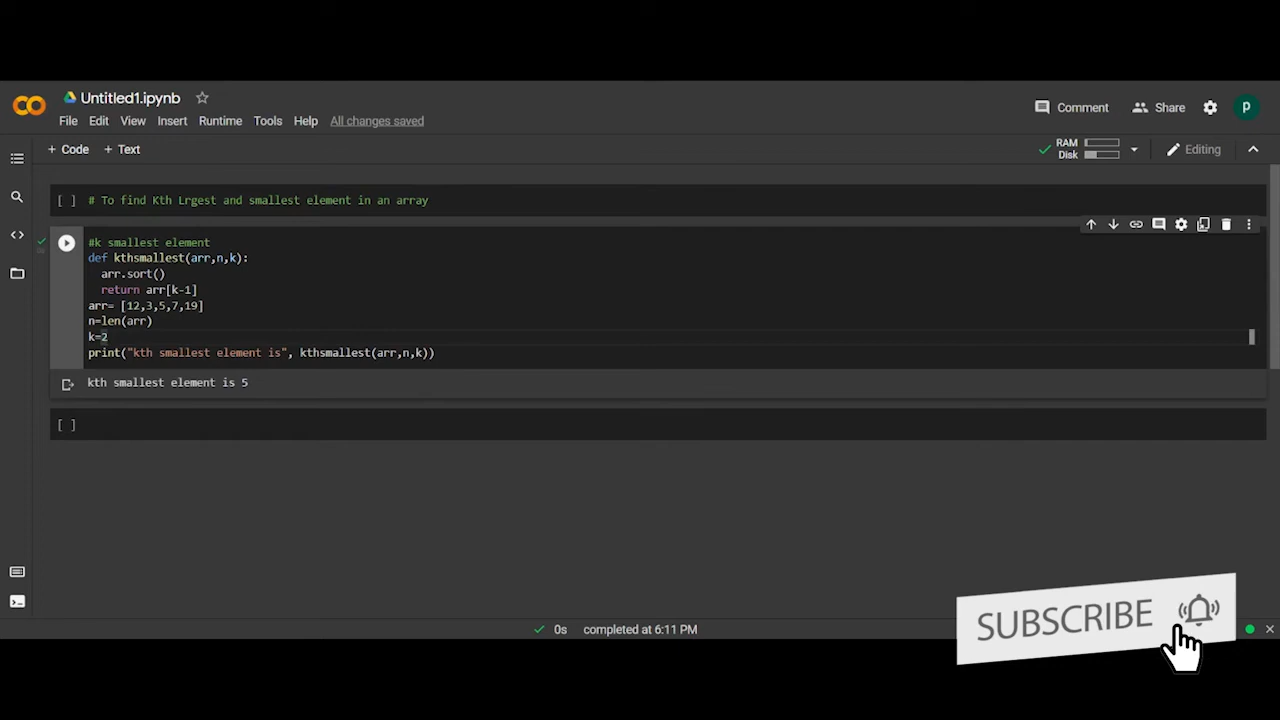 Untitled1.ipynb
Comment
Share
p
File Edit View Insert Runtime Tools Help All changes saved
+ Code + Text
RAM
Disk
Editing
[ ] # To find Kth Lrgest and smallest element in an array
#k smallest element
def kthsmallest(arr,n,k):
arr.sort()
return arr[k-1]
arr= [12,3,5,7,19]
n=len(arr)
k=2
print("kth smallest element is", kthsmallest(arr,n,k))
kth smallest element is 5
[ ]
SUBSCRIBE
0s completed at 6:11 PM